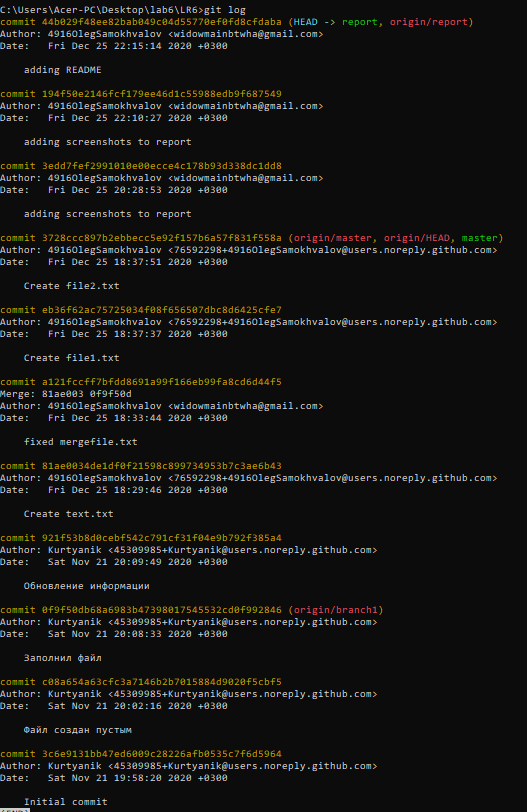 C:\Users\Acer-PC\Desktop\lab6\LR6>git log
commit 44b029f48ee82bab049c04d55770ef0fd8cfdaba (HEAD -> report, origin/report)
Author: 4916OlegSamokhvalov <widowmainbtwha@gmail.com>
Date:   Fri Dec 25 22:15:14 2020 +0300
    adding README
commit 194f50e2146fcf179ee46d1c55988edb9f687549
Author: 4916OlegSamokhvalov <widowmainbtwha@gmail.com>
Date:   Fri Dec 25 22:10:27 2020 +0300
    adding screenshots to report
commit 3edd7fef2991010e00ecce4c178b93d338dc1dd8
Author: 4916OlegSamokhvalov <widowmainbtwha@gmail.com>
Date:   Fri Dec 25 20:28:53 2020 +0300
    adding screenshots to report
commit 3728ccc897b2ebbecc5e92f157b6a57f831f558a (origin/master, origin/HEAD, master)
Author: 4916OlegSamokhvalov <76592298+4916OlegSamokhvalov@users.noreply.github.com>
Date:   Fri Dec 25 18:37:51 2020 +0300
    Create file2.txt
commit eb36f62ac75725034f08f656507dbc8d6425cfe7
Author: 4916OlegSamokhvalov <76592298+4916OlegSamokhvalov@users.noreply.github.com>
Date:   Fri Dec 25 18:37:37 2020 +0300
    Create file1.txt
commit a121fccff7bfdd8691a99f166eb99fa8cd6d44f5
Merge: 81ae003 0f9f50d
Author: 4916OlegSamokhvalov <widowmainbtwha@gmail.com>
Date:   Fri Dec 25 18:33:44 2020 +0300
    fixed mergefile.txt
commit 81ae0034de1df0f21598c899734953b7c3ae6b43
Author: 4916OlegSamokhvalov <76592298+4916OlegSamokhvalov@users.noreply.github.com>
Date:   Fri Dec 25 18:29:46 2020 +0300
    Create text.txt
commit 921f53b8d0cebf542c791cf31f04e9b792f385a4
Author: Kurtyanik <45309985+Kurtyanik@users.noreply.github.com>
Date:   Sat Nov 21 20:09:49 2020 +0300
    Обновление информации
commit 0f9f50db68a6983b47398017545532cd0f992846 (origin/branch1)
Author: Kurtyanik <45309985+Kurtyanik@users.noreply.github.com>
Date:   Sat Nov 21 20:08:33 2020 +0300
    Заполнил файл
commit c08a654a63cfc3a7146b2b7015884d9020f5cbf5
Author: Kurtyanik <45309985+Kurtyanik@users.noreply.github.com>
Date:   Sat Nov 21 20:02:16 2020 +0300
    Файл создан пустым
commit 3c6e9131bb47ed6009c28226afb0535c7f6d5964
Author: Kurtyanik <45309985+Kurtyanik@users.noreply.github.com>
Date:   Sat Nov 21 19:58:20 2020 +0300
    Initial commit